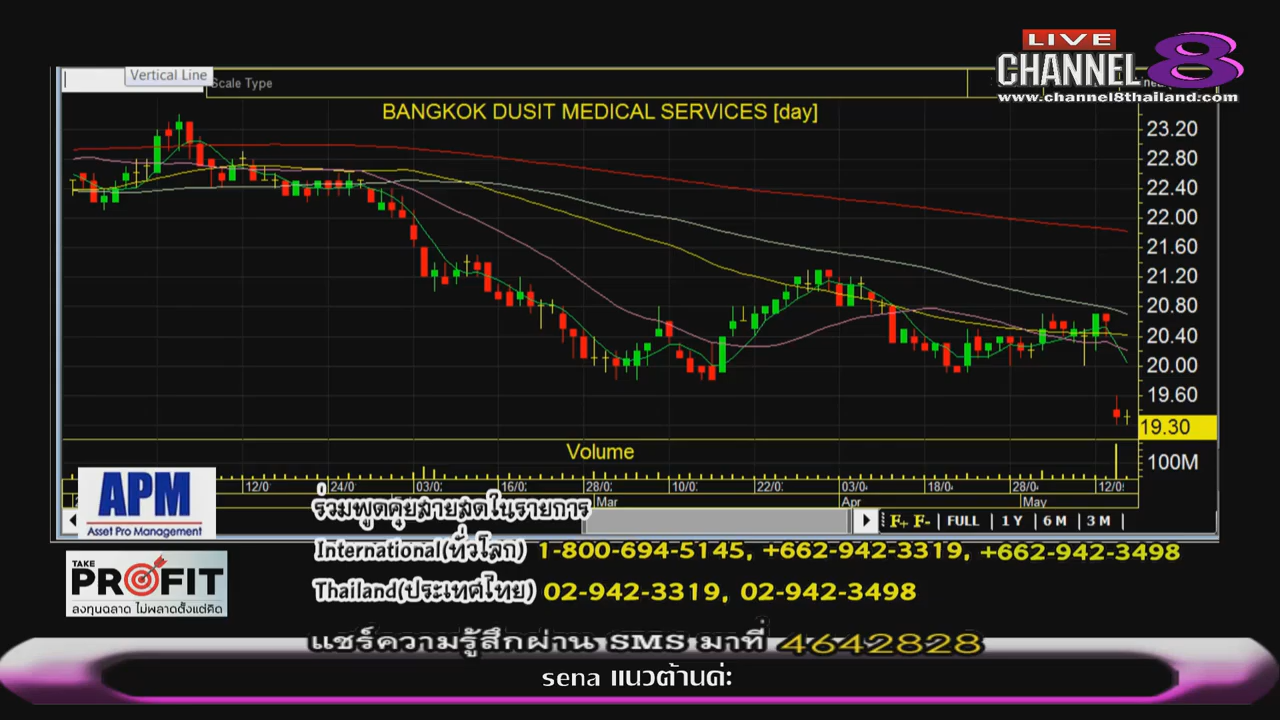 LIVE
CHANNEL 8
www.channel8thailand.com
Vertical Line
Scale Type
BANGKOK DUSIT MEDICAL SERVICES [day]
23.20
22.80
22.40
22.00
21.60
21.20
20.80
20.40
20.00
19.60
19.30
Volume
100M
12/0 24/0 03/0 16/0 28/0 10/0 22/0 03/0 18/0 28/0 12/0
Mar Apr May
F+ F- FULL 1 Y 6 M 3 M
APM
Asset Pro Management
ร่วมพูดคุยสายสดในรายการ
International(ทั่วโลก) 1-800-694-5145, +662-942-3319, +662-942-3498
TAKE
PROFIT
ลงทุนฉลาด ไม่พลาดตั้งแต่คิด
Thailand(ประเทศไทย) 02-942-3319, 02-942-3498
แชร์ความรู้สึกผ่าน SMS มาที่ 4642828
sena แนวต้านค่ะ